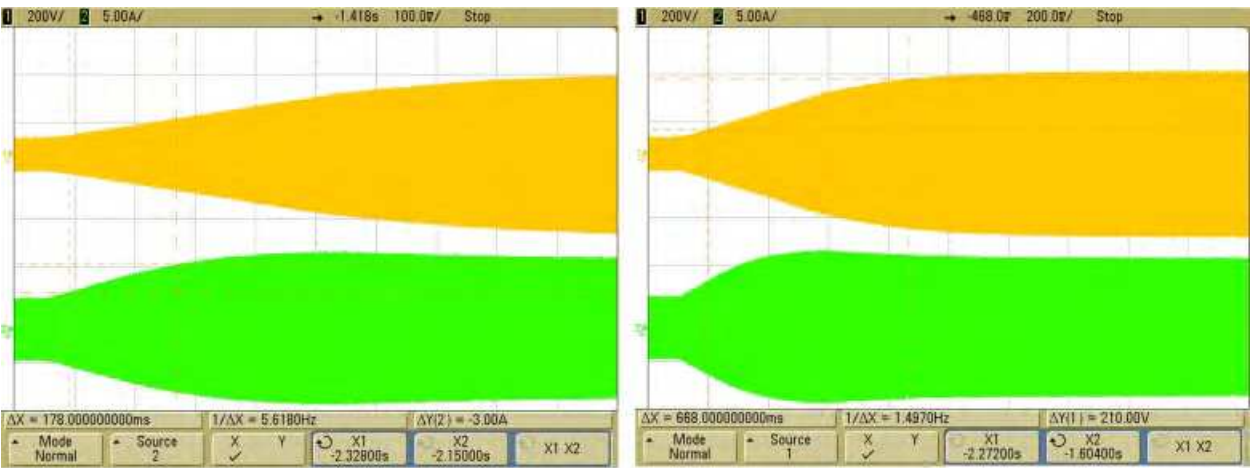 1 200V/ 2 5.00A/ → -1.418s 100.0▽/ Stop
ΔX = 178.000000000ms 1/ΔX = 5.6180Hz ΔY(2) = -3.00A
Mode Normal Source 2 X Y ✓ X1 -2.32800s X2 -2.15000s X1 X2
1 200V/ 2 5.00A/ → -468.0▽ 200.0▽/ Stop
ΔX = 668.000000000ms 1/ΔX = 1.4970Hz ΔY(1) = 210.00V
Mode Normal Source 1 X Y ✓ X1 -2.27200s X2 -1.60400s X1 X2